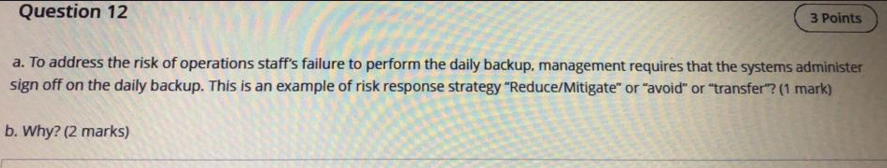 Question 12
3 Points
a. To address the risk of operations staff's failure to perform the daily backup, management requires that the systems administer
sign off on the daily backup. This is an example of risk response strategy "Reduce/Mitigate" or "avoid" or "transfer"? (1 mark)
b. Why? (2 marks)